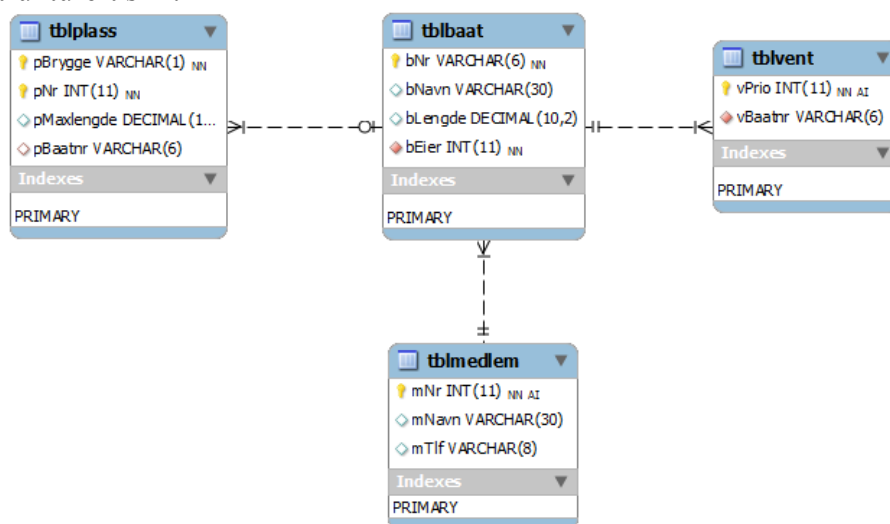 tblplass
pBrygge VARCHAR(1) NN
pNr INT(11) NN
pMaxlengde DECIMAL(1...
pBaatnr VARCHAR(6)
Indexes
PRIMARY
tblbaat
bNr VARCHAR(6) NN
bNavn VARCHAR(30)
bLengde DECIMAL(10,2)
bEier INT(11) NN
Indexes
PRIMARY
tblvent
vPrio INT(11) NN AI
vBaatnr VARCHAR(6)
Indexes
PRIMARY
tblmedlem
mNr INT(11) NN AI
mNavn VARCHAR(30)
mTlf VARCHAR(8)
Indexes
PRIMARY